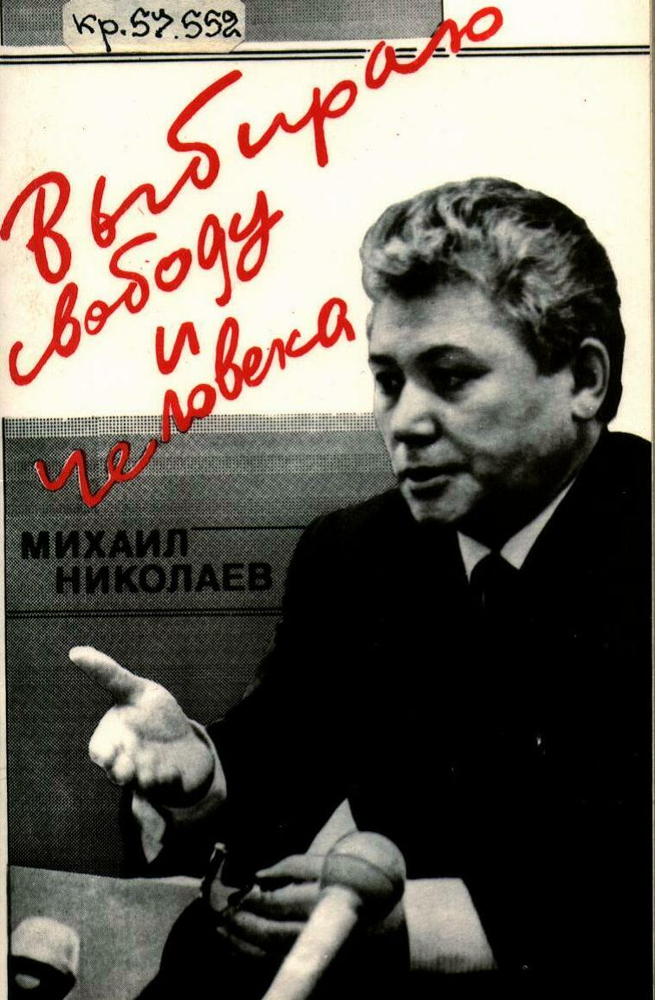 кр.57.552
Выбираю
свободу
и
человека
МИХАИЛ
НИКОЛАЕВ